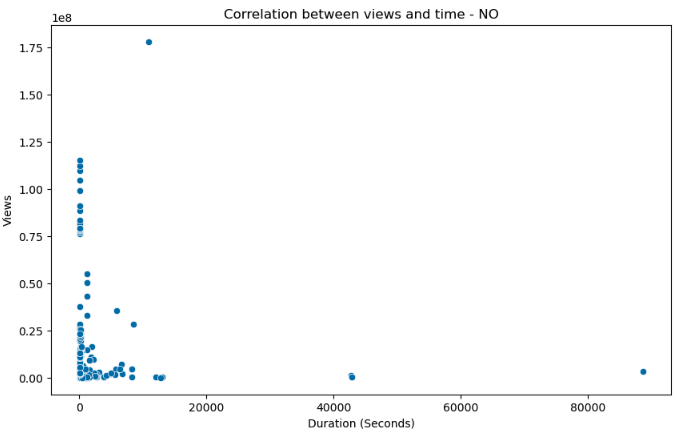 Correlation between views and time - NO
1e8
1.75
1.50
1.25
1.00
0.75
0.50
0.25
0.00
Views
0 20000 40000 60000 80000
Duration (Seconds)